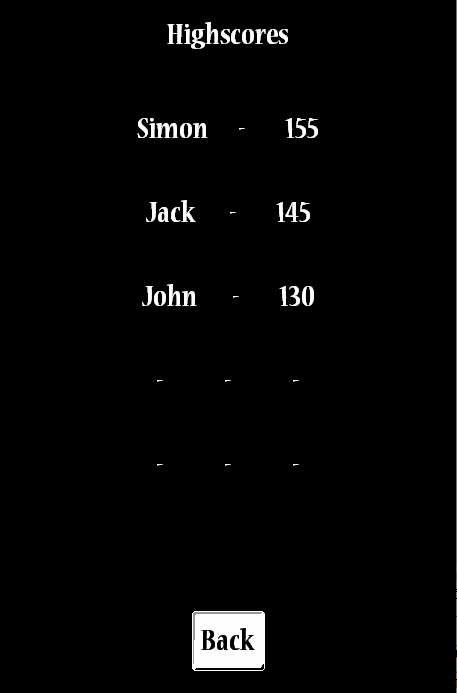 Highscores
Simon - 155
Jack - 145
John - 130
- - -
- - -
Back